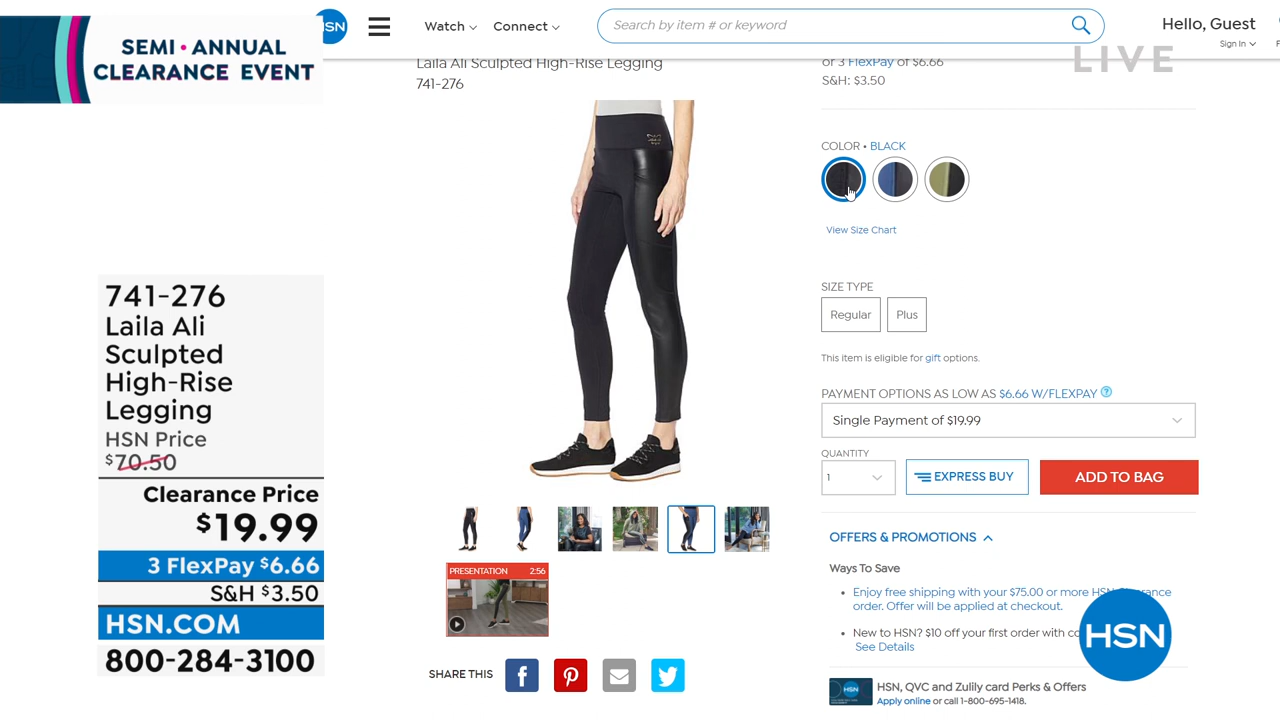 SEMI • ANNUAL
CLEARANCE EVENT
HSN
Watch
Connect
Search by item # or keyword
Hello, Guest
Sign In
LIVE
Laila Ali Sculpted High-Rise Legging
741-276
or 3 FlexPay of $6.66
S&H: $3.50
COLOR • BLACK
View Size Chart
SIZE TYPE
Regular
Plus
This item is eligible for gift options.
PAYMENT OPTIONS AS LOW AS $6.66 W/FLEXPAY ?
Single Payment of $19.99
QUANTITY
1
EXPRESS BUY
ADD TO BAG
OFFERS & PROMOTIONS
Ways To Save
• Enjoy free shipping with your $75.00 or more HSN Clearance
order. Offer will be applied at checkout.
• New to HSN? $10 off your first order with
See Details
HSN
HSN
HSN, QVC and Zulily card Perks & Offers
Apply online or call 1-800-695-1418.
741-276
Laila Ali
Sculpted
High-Rise
Legging
HSN Price
$70.50
Clearance Price
$19.99
3 FlexPay $6.66
S&H $3.50
HSN.COM
800-284-3100
PRESENTATION 2:56
SHARE THIS